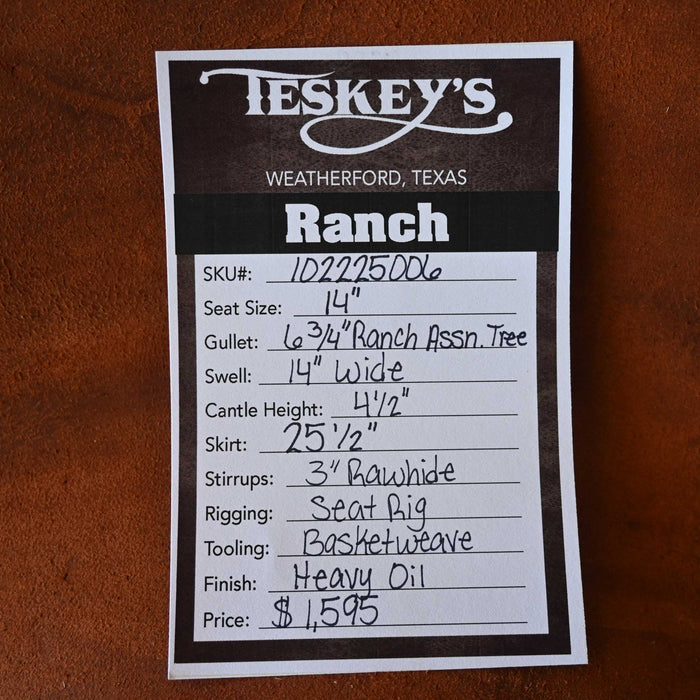 TESKEY'S
WEATHERFORD, TEXAS
Ranch
SKU#: 102225006
Seat Size: 14"
Gullet: 6 3/4" Ranch Assn. Tree
Swell: 14" Wide
Cantle Height: 4 1/2"
Skirt: 25 1/2"
Stirrups: 3" Rawhide
Rigging: Seat Rig
Tooling: Basketweave
Finish: Heavy Oil
Price: $1,595